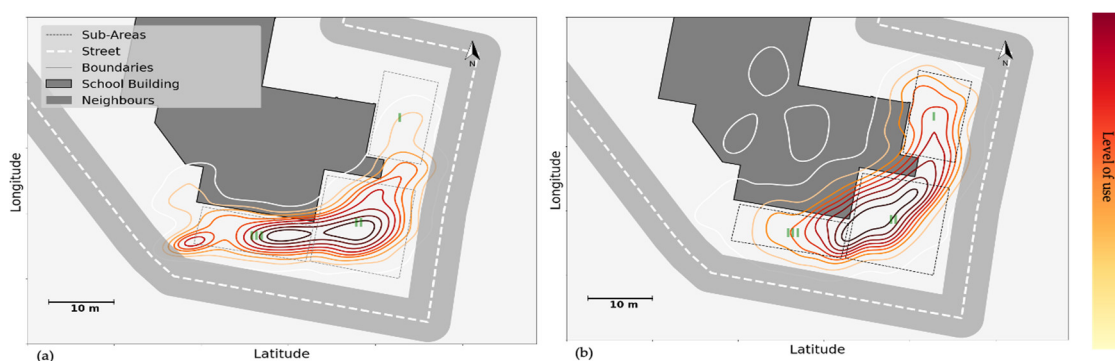 Sub-Areas
Street
Boundaries
School Building
Neighbours
N
I
II
III
10 m
Longitude
Latitude
(a)
N
I
II
III
10 m
Longitude
Latitude
(b)
Level of use